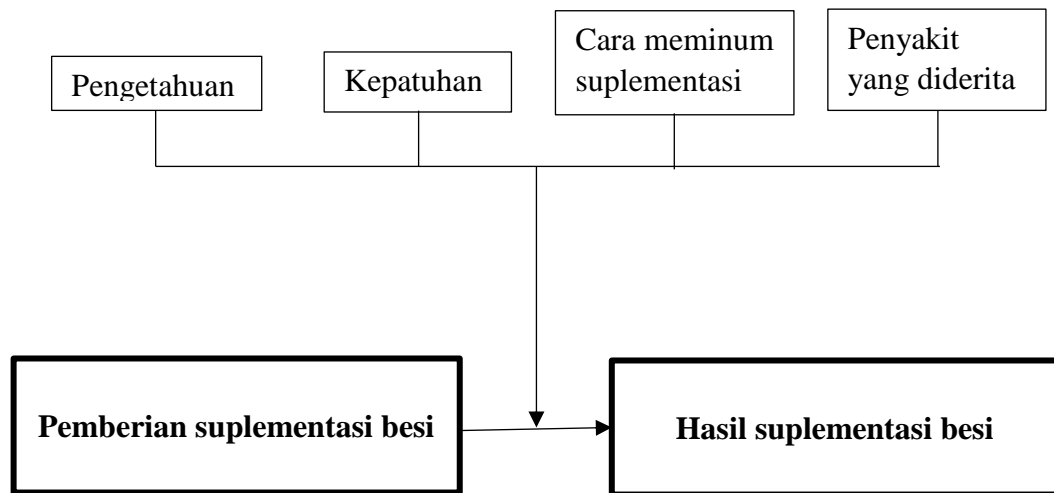 Pengetahuan
Kepatuhan
Cara meminum
suplementasi
Penyakit
yang diderita
Pemberian suplementasi besi
Hasil suplementasi besi